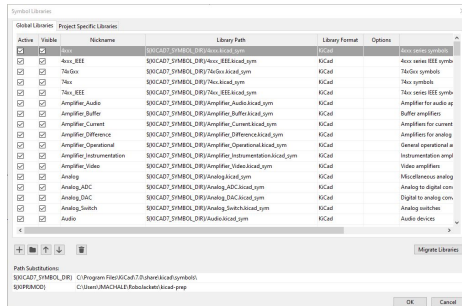 Symbol Libraries
Global Libraries Project Specific Libraries
Active Visible Nickname Library Path Library Format Options
4xxx ${KICAD7_SYMBOL_DIR}/4xxx.kicad_sym KiCad 4xxx series symbols
4xxx_IEEE ${KICAD7_SYMBOL_DIR}/4xxx_IEEE.kicad_sym KiCad 4xxx series IEEE symb
74xGxx ${KICAD7_SYMBOL_DIR}/74xGxx.kicad_sym KiCad 74xGxx symbols
74xx ${KICAD7_SYMBOL_DIR}/74xx.kicad_sym KiCad 74xx symbols
74xx_IEEE ${KICAD7_SYMBOL_DIR}/74xx_IEEE.kicad_sym KiCad 74xx series IEEE symb
Amplifier_Audio ${KICAD7_SYMBOL_DIR}/Amplifier_Audio.kicad_sym KiCad Amplifier for audio ap
Amplifier_Buffer ${KICAD7_SYMBOL_DIR}/Amplifier_Buffer.kicad_sym KiCad Buffer amplifiers
Amplifier_Current ${KICAD7_SYMBOL_DIR}/Amplifier_Current.kicad_sym KiCad Amplifiers for current
Amplifier_Difference ${KICAD7_SYMBOL_DIR}/Amplifier_Difference.kicad_sym KiCad Amplifiers for analog
Amplifier_Operational ${KICAD7_SYMBOL_DIR}/Amplifier_Operational.kicad_sym KiCad General operational a
Amplifier_Instrumentation ${KICAD7_SYMBOL_DIR}/Amplifier_Instrumentation.kicad_sym KiCad Instrumentation ampl
Amplifier_Video ${KICAD7_SYMBOL_DIR}/Amplifier_Video.kicad_sym KiCad Video amplifiers
Analog ${KICAD7_SYMBOL_DIR}/Analog.kicad_sym KiCad Miscellaneous analog
Analog_ADC ${KICAD7_SYMBOL_DIR}/Analog_ADC.kicad_sym KiCad Analog to digital con
Analog_DAC ${KICAD7_SYMBOL_DIR}/Analog_DAC.kicad_sym KiCad Digital to analog conv
Analog_Switch ${KICAD7_SYMBOL_DIR}/Analog_Switch.kicad_sym KiCad Analog switches
Audio ${KICAD7_SYMBOL_DIR}/Audio.kicad_sym KiCad Audio devices
Migrate Libraries
Path Substitutions:
${KICAD7_SYMBOL_DIR} C:\Program Files\KiCad\7.0\share\kicad\symbols\
${KIPRJMOD} C:\Users\UMACHALE\RoboJackets\kicad-prep
OK Cancel